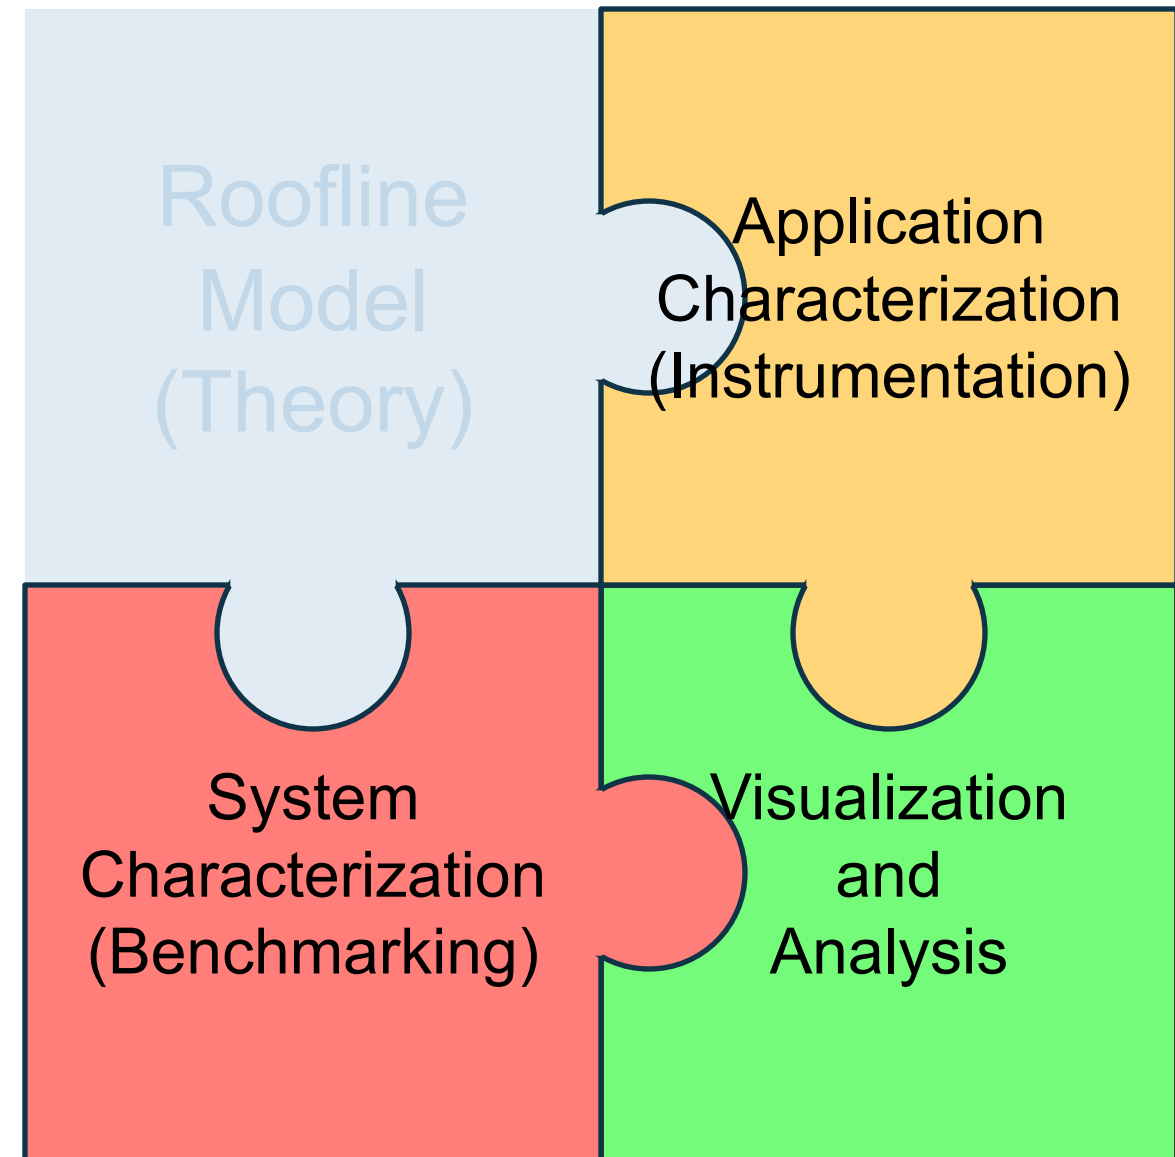 Roofline
Model
(Theory)
Application
Characterization
(Instrumentation)
System
Characterization
(Benchmarking)
Visualization
and
Analysis